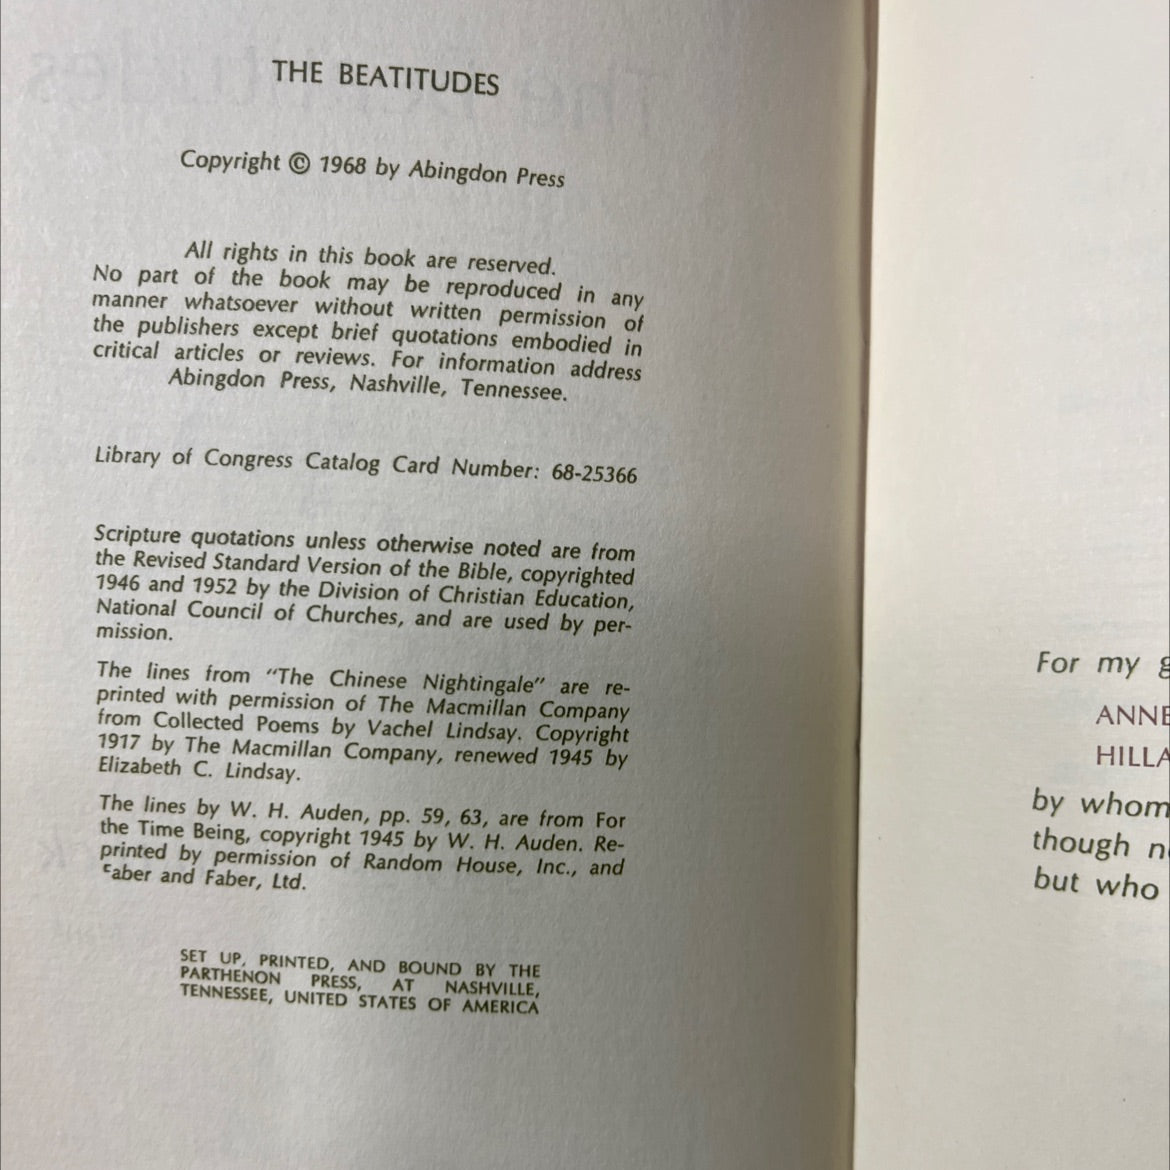 THE BEATITUDES
Copyright © 1968 by Abingdon Press
All rights in this book are reserved.
No part of the book may be reproduced in any
manner whatsoever without written permission of
the publishers except brief quotations embodied in
critical articles or reviews. For information address
Abingdon Press, Nashville, Tennessee.
Library of Congress Catalog Card Number: 68-25366
Scripture quotations unless otherwise noted are from
the Revised Standard Version of the Bible, copyrighted
1946 and 1952 by the Division of Christian Education,
National Council of Churches, and are used by per-
mission.
The lines from "The Chinese Nightingale" are re-
printed with permission of The Macmillan Company
from Collected Poems by Vachel Lindsay. Copyright
1917 by The Macmillan Company, renewed 1945 by
Elizabeth C. Lindsay.
The lines by W. H. Auden, pp. 59, 63, are from For
the Time Being, copyright 1945 by W. H. Auden. Re-
printed by permission of Random House, Inc., and
Faber and Faber, Ltd.
SET UP, PRINTED, AND BOUND BY THE
PARTHENON PRESS, AT NASHVILLE,
TENNESSEE, UNITED STATES OF AMERICA
For my
ANNE
by whom
though
but who